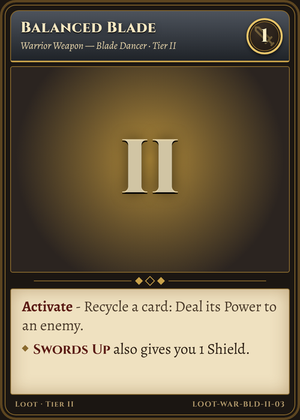 Balanced Blade
Warrior Weapon — Blade Dancer · Tier II
1
II
Activate - Recycle a card: Deal its Power to
an enemy.
Swords Up also gives you 1 Shield.
Loot · Tier II
LOOT-WAR-BLD-II-03